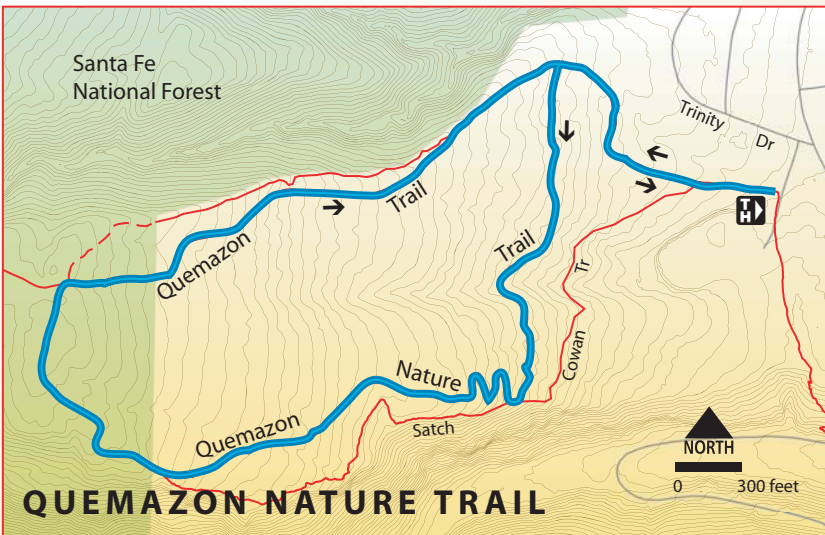 Santa Fe
National Forest
Trinity
Dr
TH
Trail
Quemazon
Trail
Tr
Cowan
Nature
Quemazon
Satch
NORTH
0 300 feet
QUEMAZON NATURE TRAIL